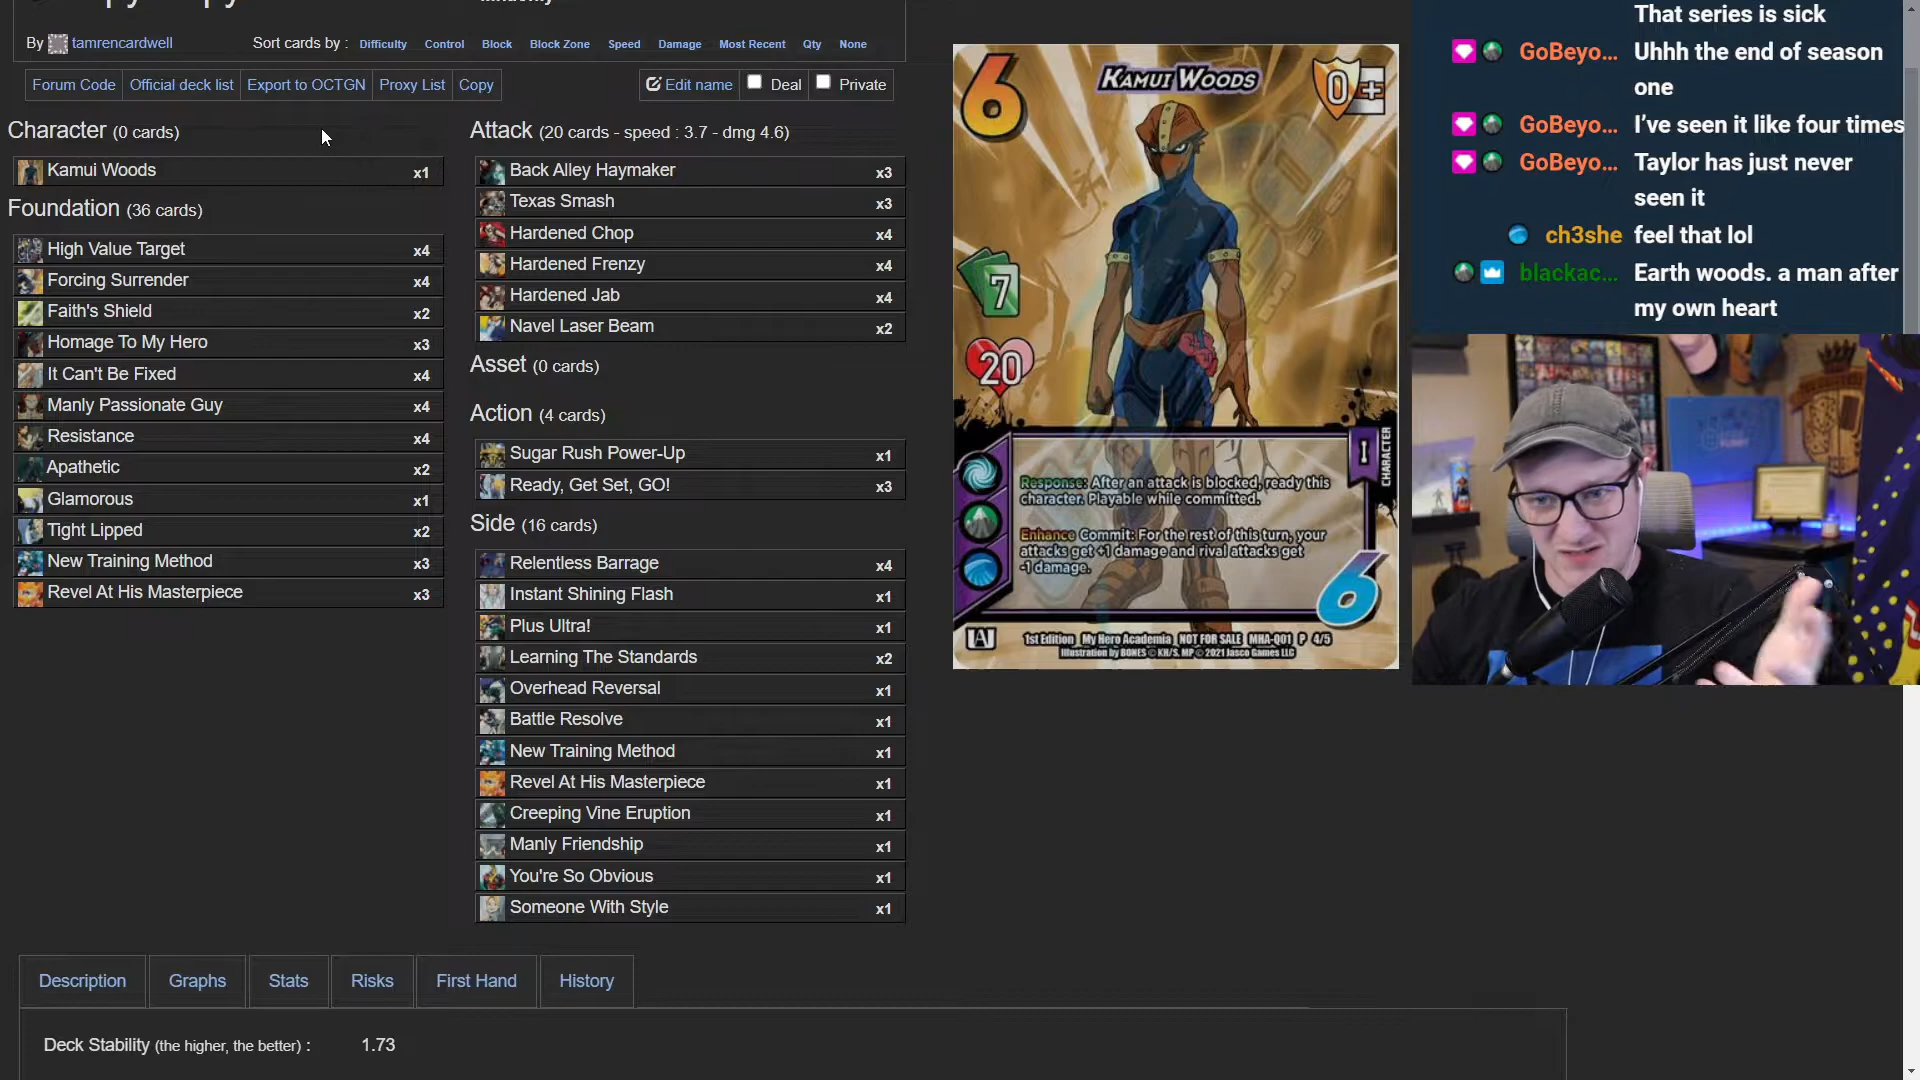 By tamrencardwell
Sort cards by : Difficulty Control Block Block Zone Speed Damage Most Recent Qty None
Forum Code Official deck list Export to OCTGN Proxy List Copy
Edit name Deal Private
Character (0 cards)
Kamui Woods x1
Foundation (36 cards)
High Value Target x4
Forcing Surrender x4
Faith's Shield x2
Homage To My Hero x3
It Can't Be Fixed x4
Manly Passionate Guy x4
Resistance x4
Apathetic x2
Glamorous x1
Tight Lipped x2
New Training Method x3
Revel At His Masterpiece x3
Attack (20 cards - speed : 3.7 - dmg 4.6)
Back Alley Haymaker x3
Texas Smash x3
Hardened Chop x4
Hardened Frenzy x4
Hardened Jab x4
Navel Laser Beam x2
Asset (0 cards)
Action (4 cards)
Sugar Rush Power-Up x1
Ready, Get Set, GO! x3
Side (16 cards)
Relentless Barrage x4
Instant Shining Flash x1
Plus Ultra! x1
Learning The Standards x2
Overhead Reversal x1
Battle Resolve x1
New Training Method x1
Revel At His Masterpiece x1
Creeping Vine Eruption x1
Manly Friendship x1
You're So Obvious x1
Someone With Style x1
Description Graphs Stats Risks First Hand History
Deck Stability (the higher, the better) : 1.73
6 KAMUI WOODS 0+
7
20
I CHARACTER
Response: After an attack is blocked, ready this
character. Playable while committed.
Enhance Commit: For the rest of this turn, your
attacks get +1 damage and rival attacks get
-1 damage.
6
1st Edition My Hero Academia NOT FOR SALE MHA-001 P 4/5
Illustration by BONES © KH/S, MP © 2021 Jasco Games LLC
That series is sick
GoBeyo... Uhhh the end of season
one
GoBeyo... I've seen it like four times
GoBeyo... Taylor has just never
seen it
ch3she feel that lol
blackac... Earth woods. a man after
my own heart